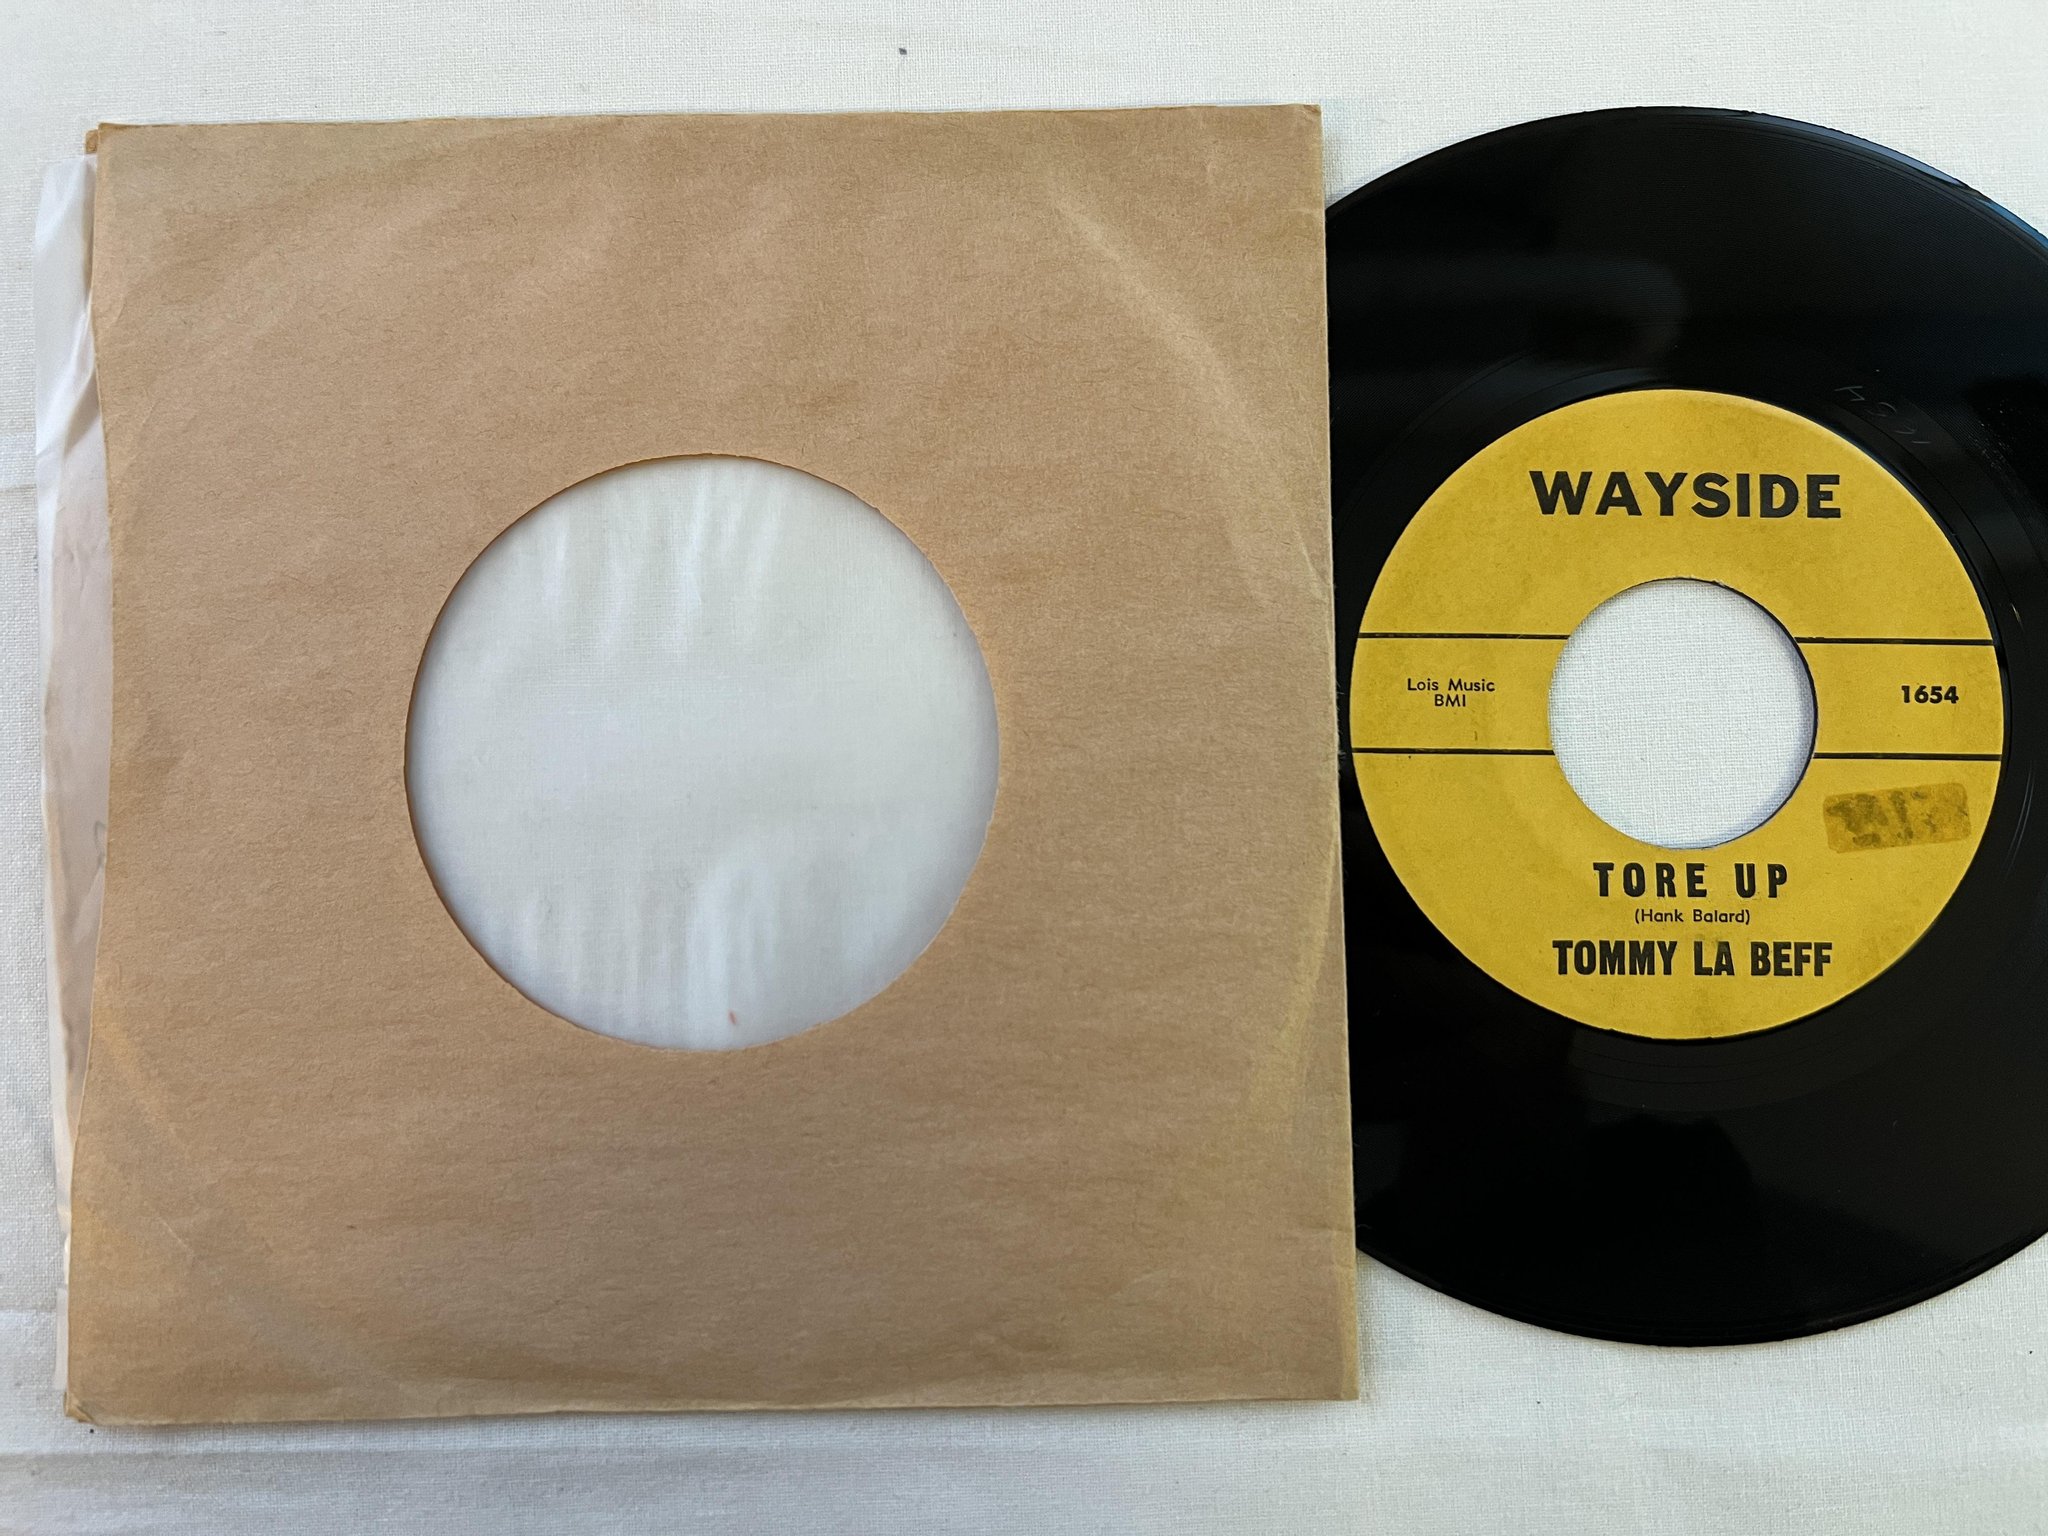 WAYSIDE
Lois Music
BMI
1654
TORE UP
(Hank Balard)
TOMMY LA BEFF